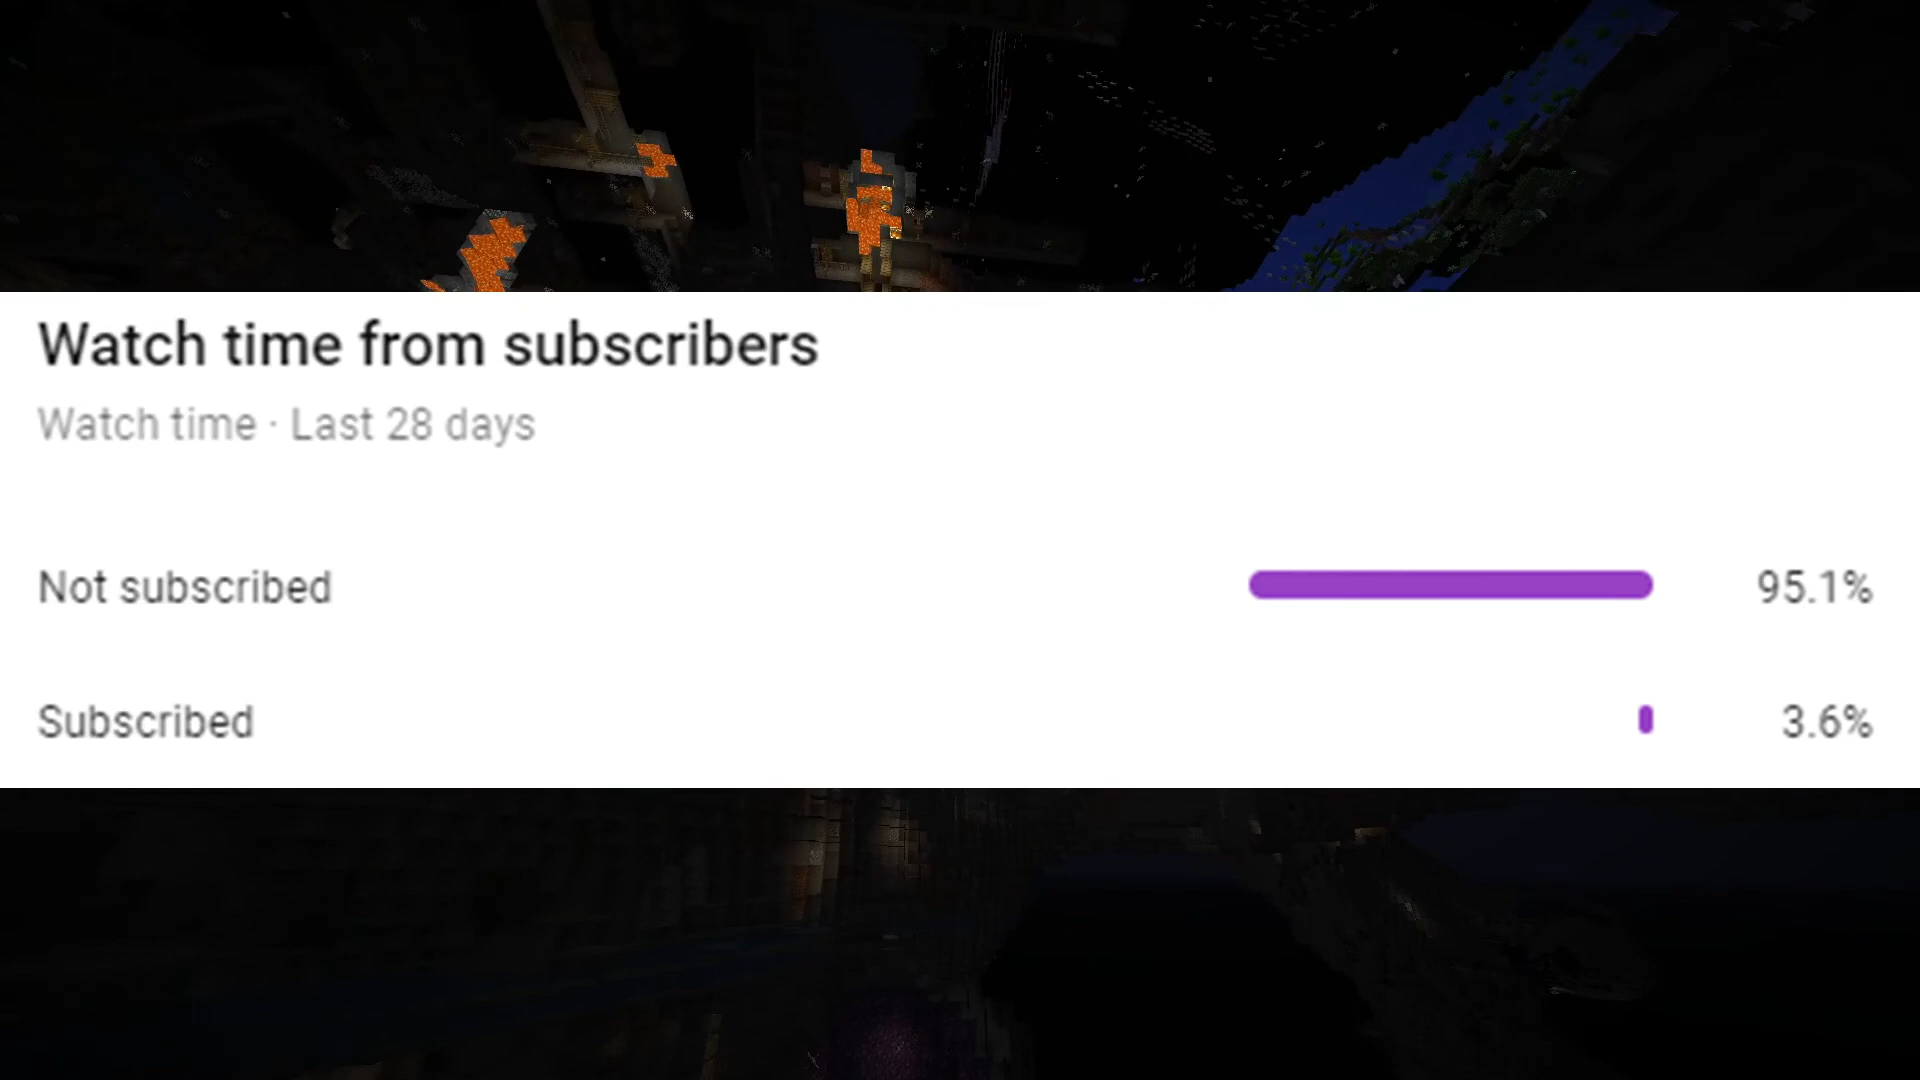 Watch time from subscribers
Watch time · Last 28 days
Not subscribed 95.1%
Subscribed 3.6%